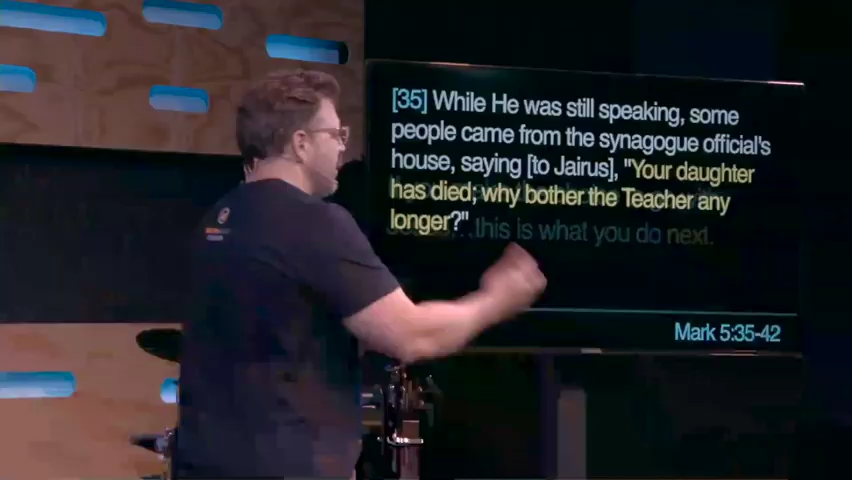 [35] While He was still speaking, some
people came from the synagogue official's
house, saying [to Jairus], "Your daughter
has died; why bother the Teacher any
longer?"
...this is what you do next.
Mark 5:35-42